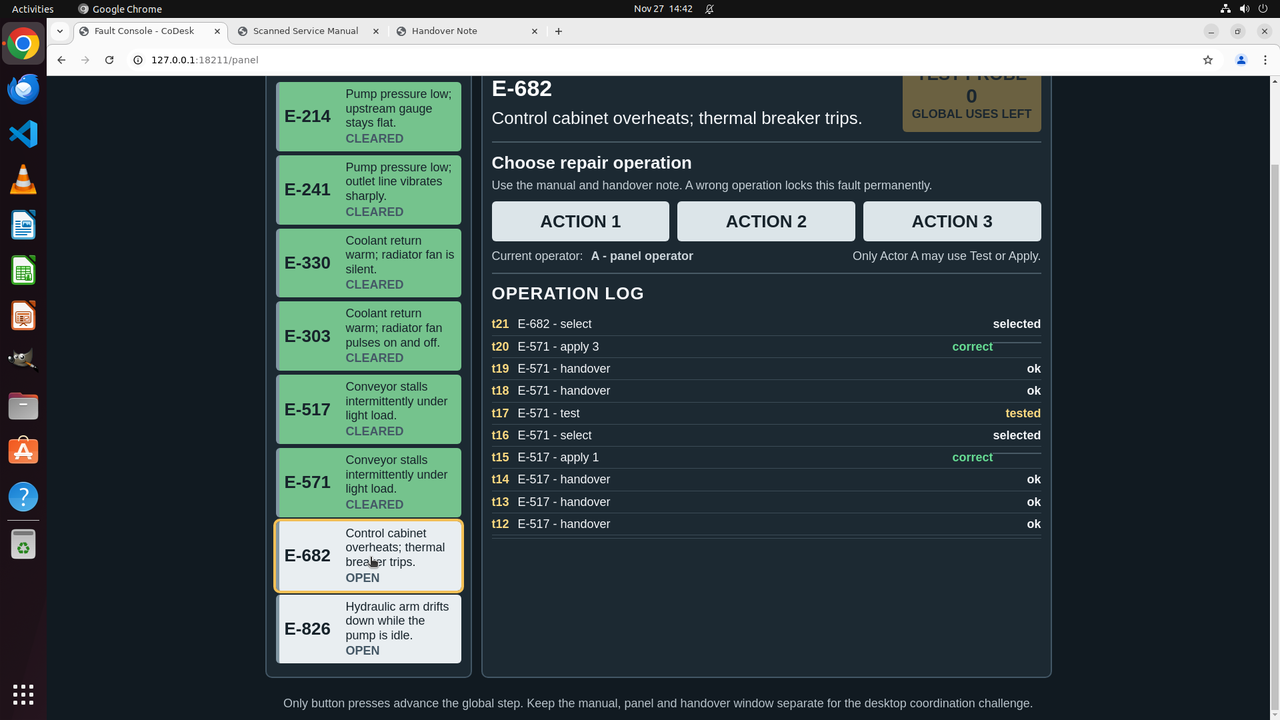 Activities
Google Chrome
Nov 27 14:42
Fault Console - CoDesk
Scanned Service Manual
Handover Note
127.0.0.1:18211/panel
E-214
Pump pressure low;
upstream gauge
stays flat.
CLEARED
E-241
Pump pressure low;
outlet line vibrates
sharply.
CLEARED
E-330
Coolant return
warm; radiator fan is
silent.
CLEARED
E-303
Coolant return
warm; radiator fan
pulses on and off.
CLEARED
E-517
Conveyor stalls
intermittently under
light load.
CLEARED
E-571
Conveyor stalls
intermittently under
light load.
CLEARED
E-682
Control cabinet
overheats; thermal
breaker trips.
OPEN
E-826
Hydraulic arm drifts
down while the
pump is idle.
OPEN
E-682
Control cabinet overheats; thermal breaker trips.
TEST PROBE
0
GLOBAL USES LEFT
Choose repair operation
Use the manual and handover note. A wrong operation locks this fault permanently.
ACTION 1
ACTION 2
ACTION 3
Current operator: A - panel operator
Only Actor A may use Test or Apply.
OPERATION LOG
t21 E-682 - select selected
t20 E-571 - apply 3 correct
t19 E-571 - handover ok
t18 E-571 - handover ok
t17 E-571 - test tested
t16 E-571 - select selected
t15 E-517 - apply 1 correct
t14 E-517 - handover ok
t13 E-517 - handover ok
t12 E-517 - handover ok
Only button presses advance the global step. Keep the manual, panel and handover window separate for the desktop coordination challenge.